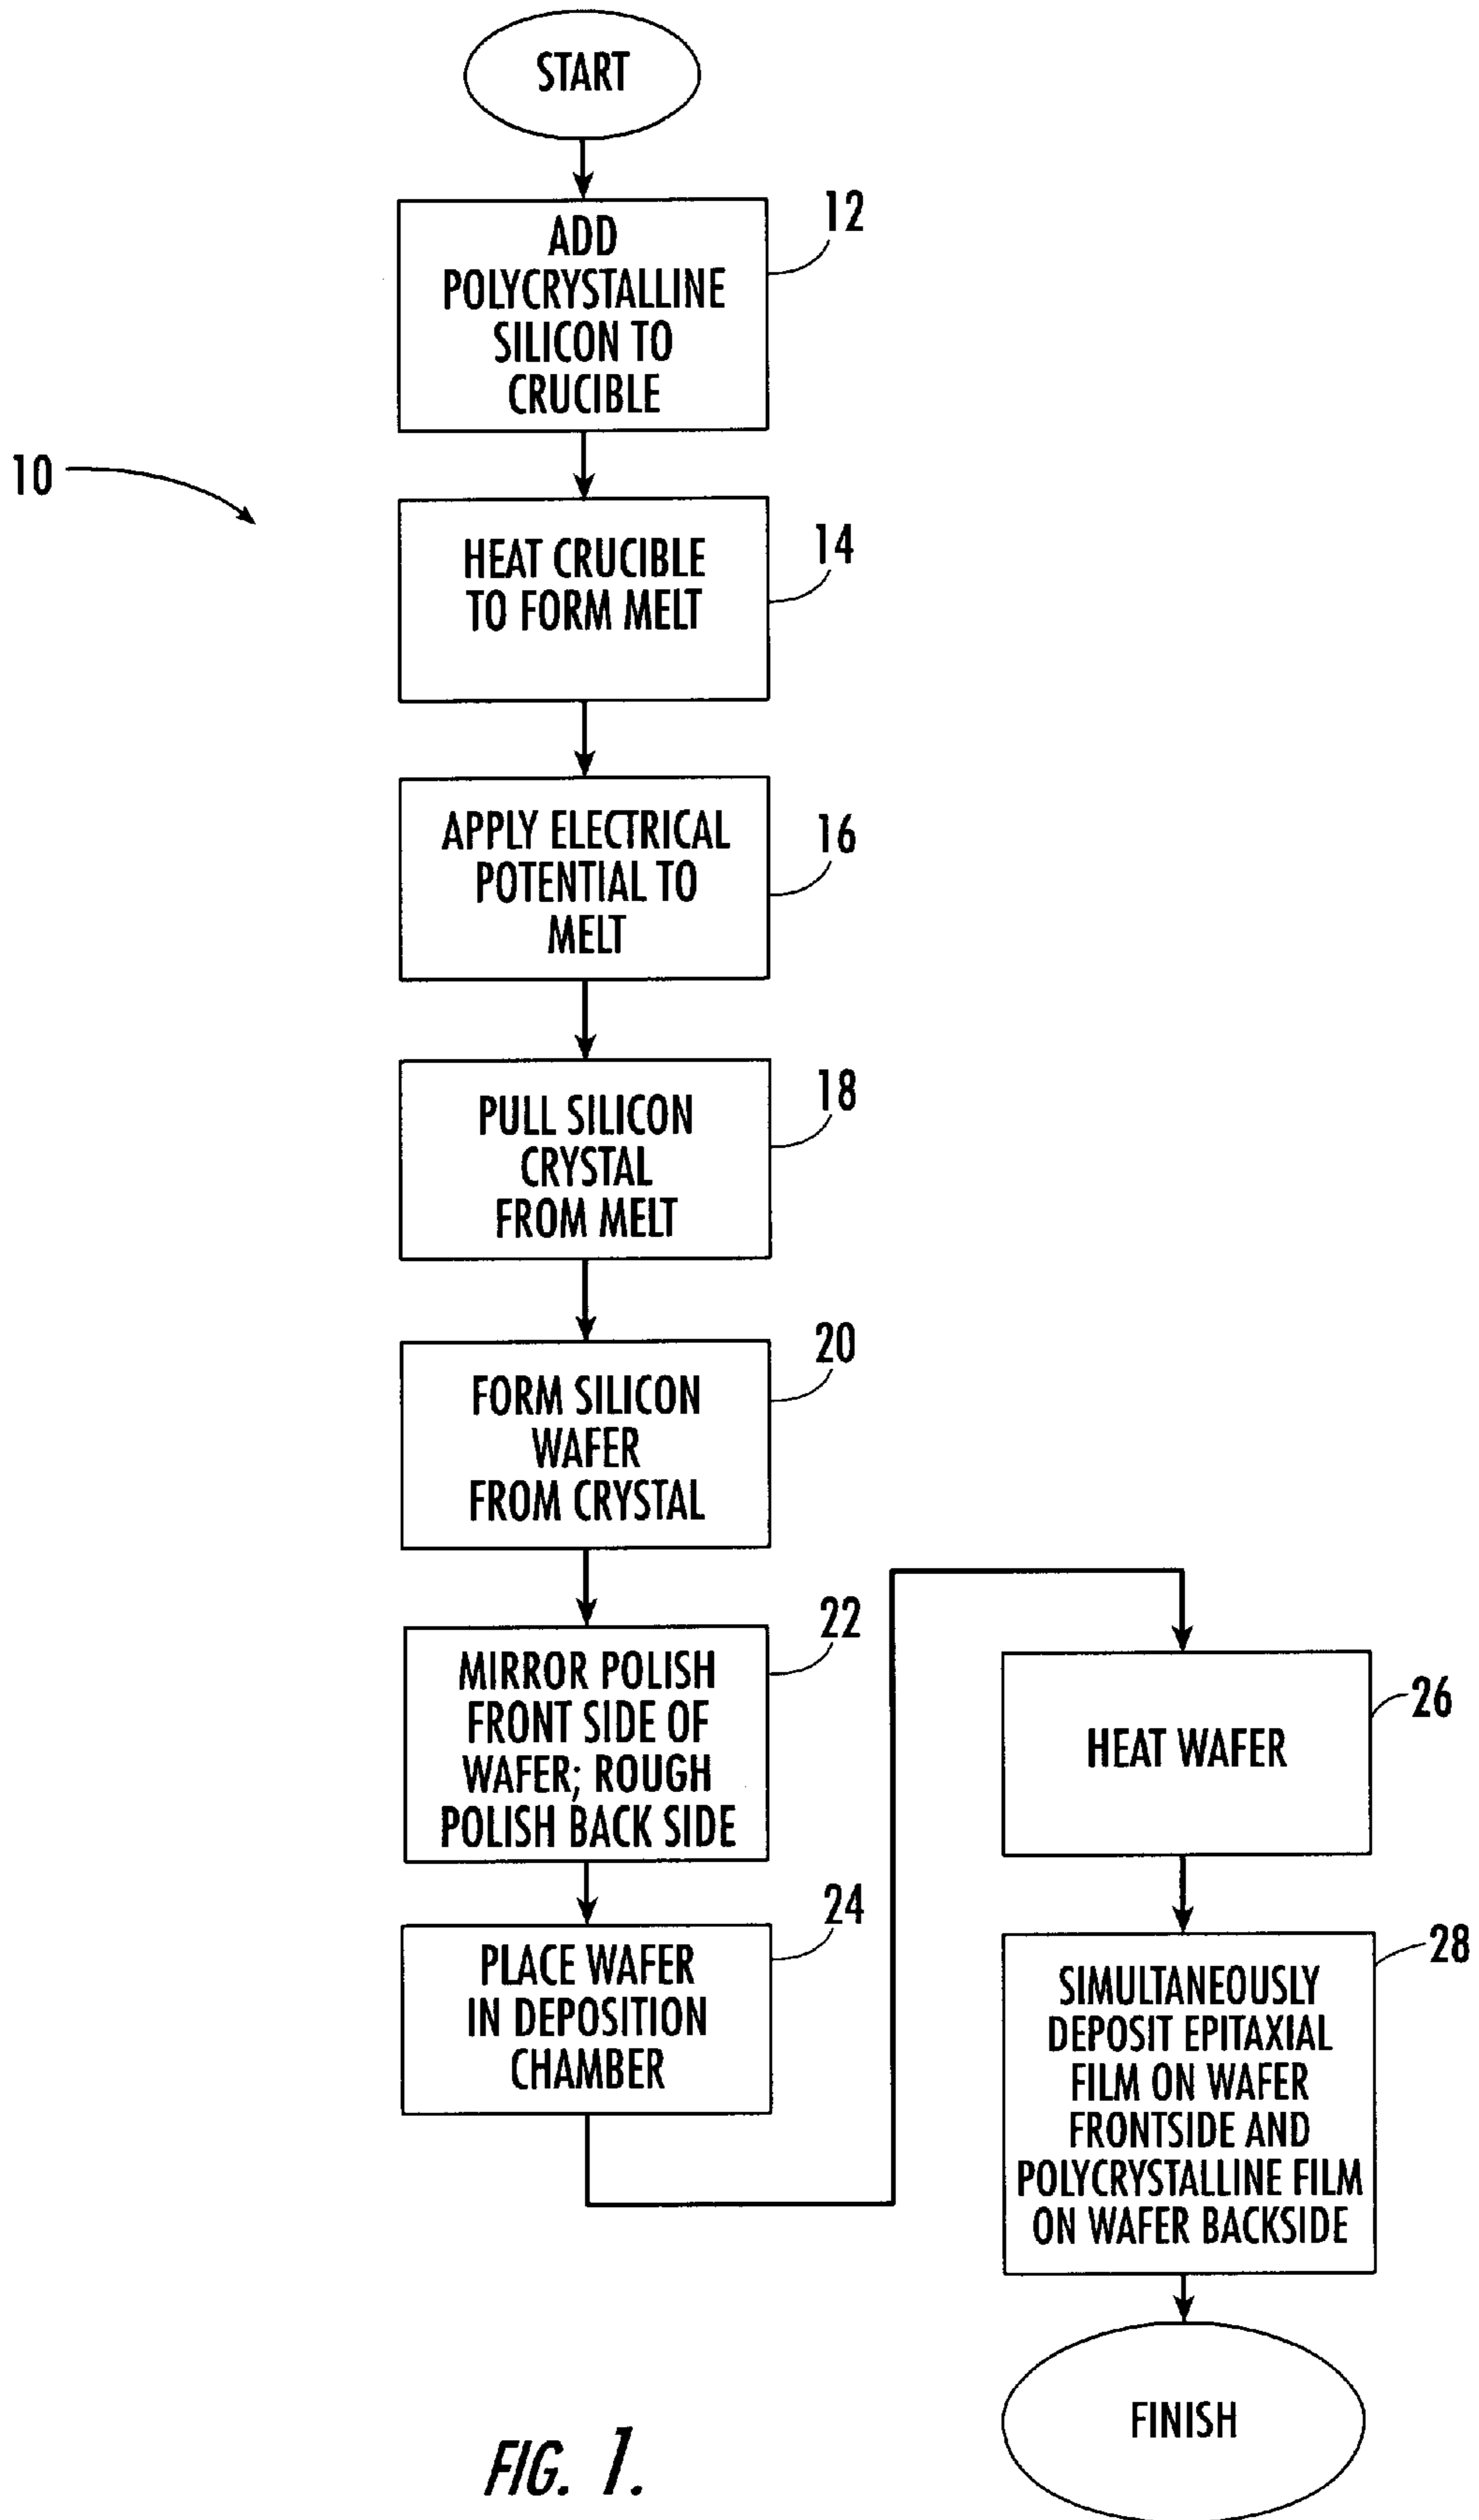 START
12
ADD
POLYCRYSTALLINE
SILICON TO
CRUCIBLE
10
14
HEAT CRUCIBLE
TO FORM MELT
16
APPLY ELECTRICAL
POTENTIAL TO
MELT
18
PULL SILICON
CRYSTAL
FROM MELT
20
FORM SILICON
WAFER
FROM CRYSTAL
22
MIRROR POLISH
FRONT SIDE OF
WAFER; ROUGH
POLISH BACK SIDE
24
PLACE WAFER
IN DEPOSITION
CHAMBER
26
HEAT WAFER
28
SIMULTANEOUSLY
DEPOSIT EPITAXIAL
FILM ON WAFER
FRONTSIDE AND
POLYCRYSTALLINE FILM
ON WAFER BACKSIDE
FINISH
FIG. 1.